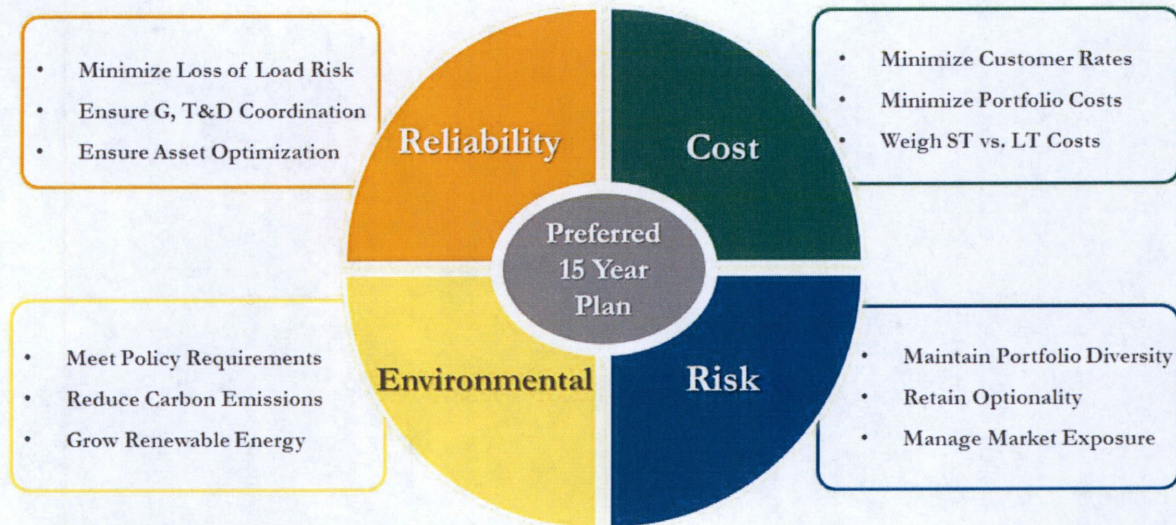 • Minimize Loss of Load Risk
• Ensure G, T&D Coordination
• Ensure Asset Optimization
Reliability
Cost
• Minimize Customer Rates
• Minimize Portfolio Costs
• Weigh ST vs. LT Costs
Preferred
15 Year
Plan
• Meet Policy Requirements
• Reduce Carbon Emissions
• Grow Renewable Energy
Environmental
Risk
• Maintain Portfolio Diversity
• Retain Optionality
• Manage Market Exposure